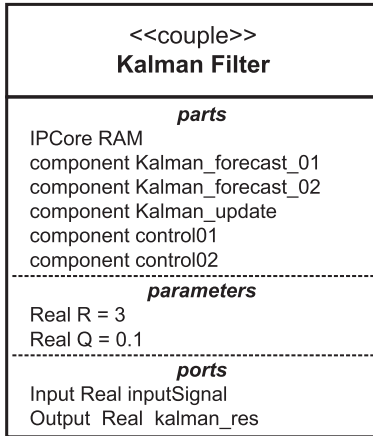 <<couple>>
Kalman Filter
parts
IPCore RAM
component Kalman_forecast_01
component Kalman_forecast_02
component Kalman_update
component control01
component control02
parameters
Real R = 3
Real Q = 0.1
ports
Input Real inputSignal
Output Real kalman_res